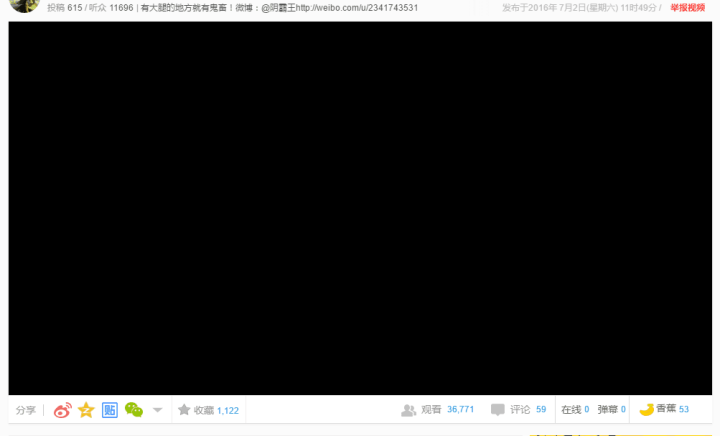 投稿 615 / 听众 11696 | 有大腿的地方就有鬼畜！微博：@阴霸王http://weibo.com/u/2341743531 发布于2016年 7月2日(星期六) 11时49分 / 举报视频
分享 贴 收藏 1,122 观看 36,771 评论 59 在线 0 弹幕 0 香蕉 53